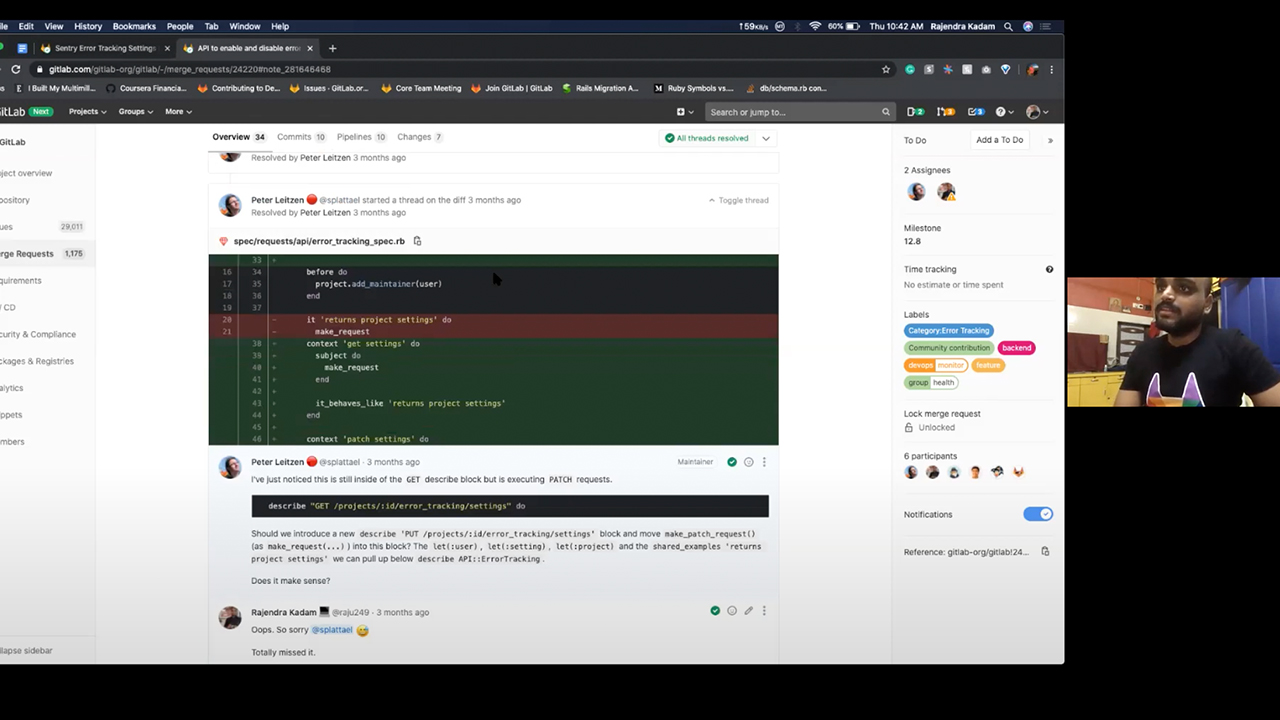 ile Edit View History Bookmarks People Tab Window Help
159KB/s 60% Thu 10:42 AM Rajendra Kadam
Sentry Error Tracking Settings × API to enable and disable erro × +
gitlab.com/gitlab-org/gitlab/-/merge_requests/24220#note_281646468
I Built My Multimill... Coursera Financia... Contributing to De... Issues · GitLab.or... Core Team Meeting Join GitLab | GitLab Rails Migration A... Ruby Symbols vs.... db/schema.rb con...
GitLab Next Projects Groups More Search or jump to... 2 3 3
GitLab
oject overview
pository
ues 29,011
erge Requests 1,175
quirements
/ CD
curity & Compliance
ckages & Registries
alytics
ppets
mbers
llapse sidebar
Overview 34 Commits 10 Pipelines 10 Changes 7 All threads resolved
Resolved by Peter Leitzen 3 months ago
Peter Leitzen @splattael started a thread on the diff 3 months ago Toggle thread
Resolved by Peter Leitzen 3 months ago
spec/requests/api/error_tracking_spec.rb
33 +
16 34 before do
17 35 project.add_maintainer(user)
18 36 end
19 37
20 - it 'returns project settings' do
21 - make_request
38 + context 'get settings' do
39 + subject do
40 + make_request
41 + end
42 +
43 + it_behaves_like 'returns project settings'
44 + end
45 +
46 + context 'patch settings' do
Peter Leitzen @splattael · 3 months ago Maintainer
I've just noticed this is still inside of the GET describe block but is executing PATCH requests.
describe "GET /projects/:id/error_tracking/settings" do
Should we introduce a new describe 'PUT /projects/:id/error_tracking/settings' block and move make_patch_request()
(as make_request(...) ) into this block? The let(:user), let(:setting), let(:project) and the shared_examples 'returns
project settings' we can pull up below describe API::ErrorTracking.
Does it make sense?
Rajendra Kadam @raju249 · 3 months ago
Oops. So sorry @splattael
Totally missed it.
To Do Add a To Do
2 Assignees
Milestone
12.8
Time tracking
No estimate or time spent
Labels
Category:Error Tracking
Community contribution backend
devops monitor feature
group health
Lock merge request
Unlocked
6 participants
Notifications
Reference: gitlab-org/gitlab!24...